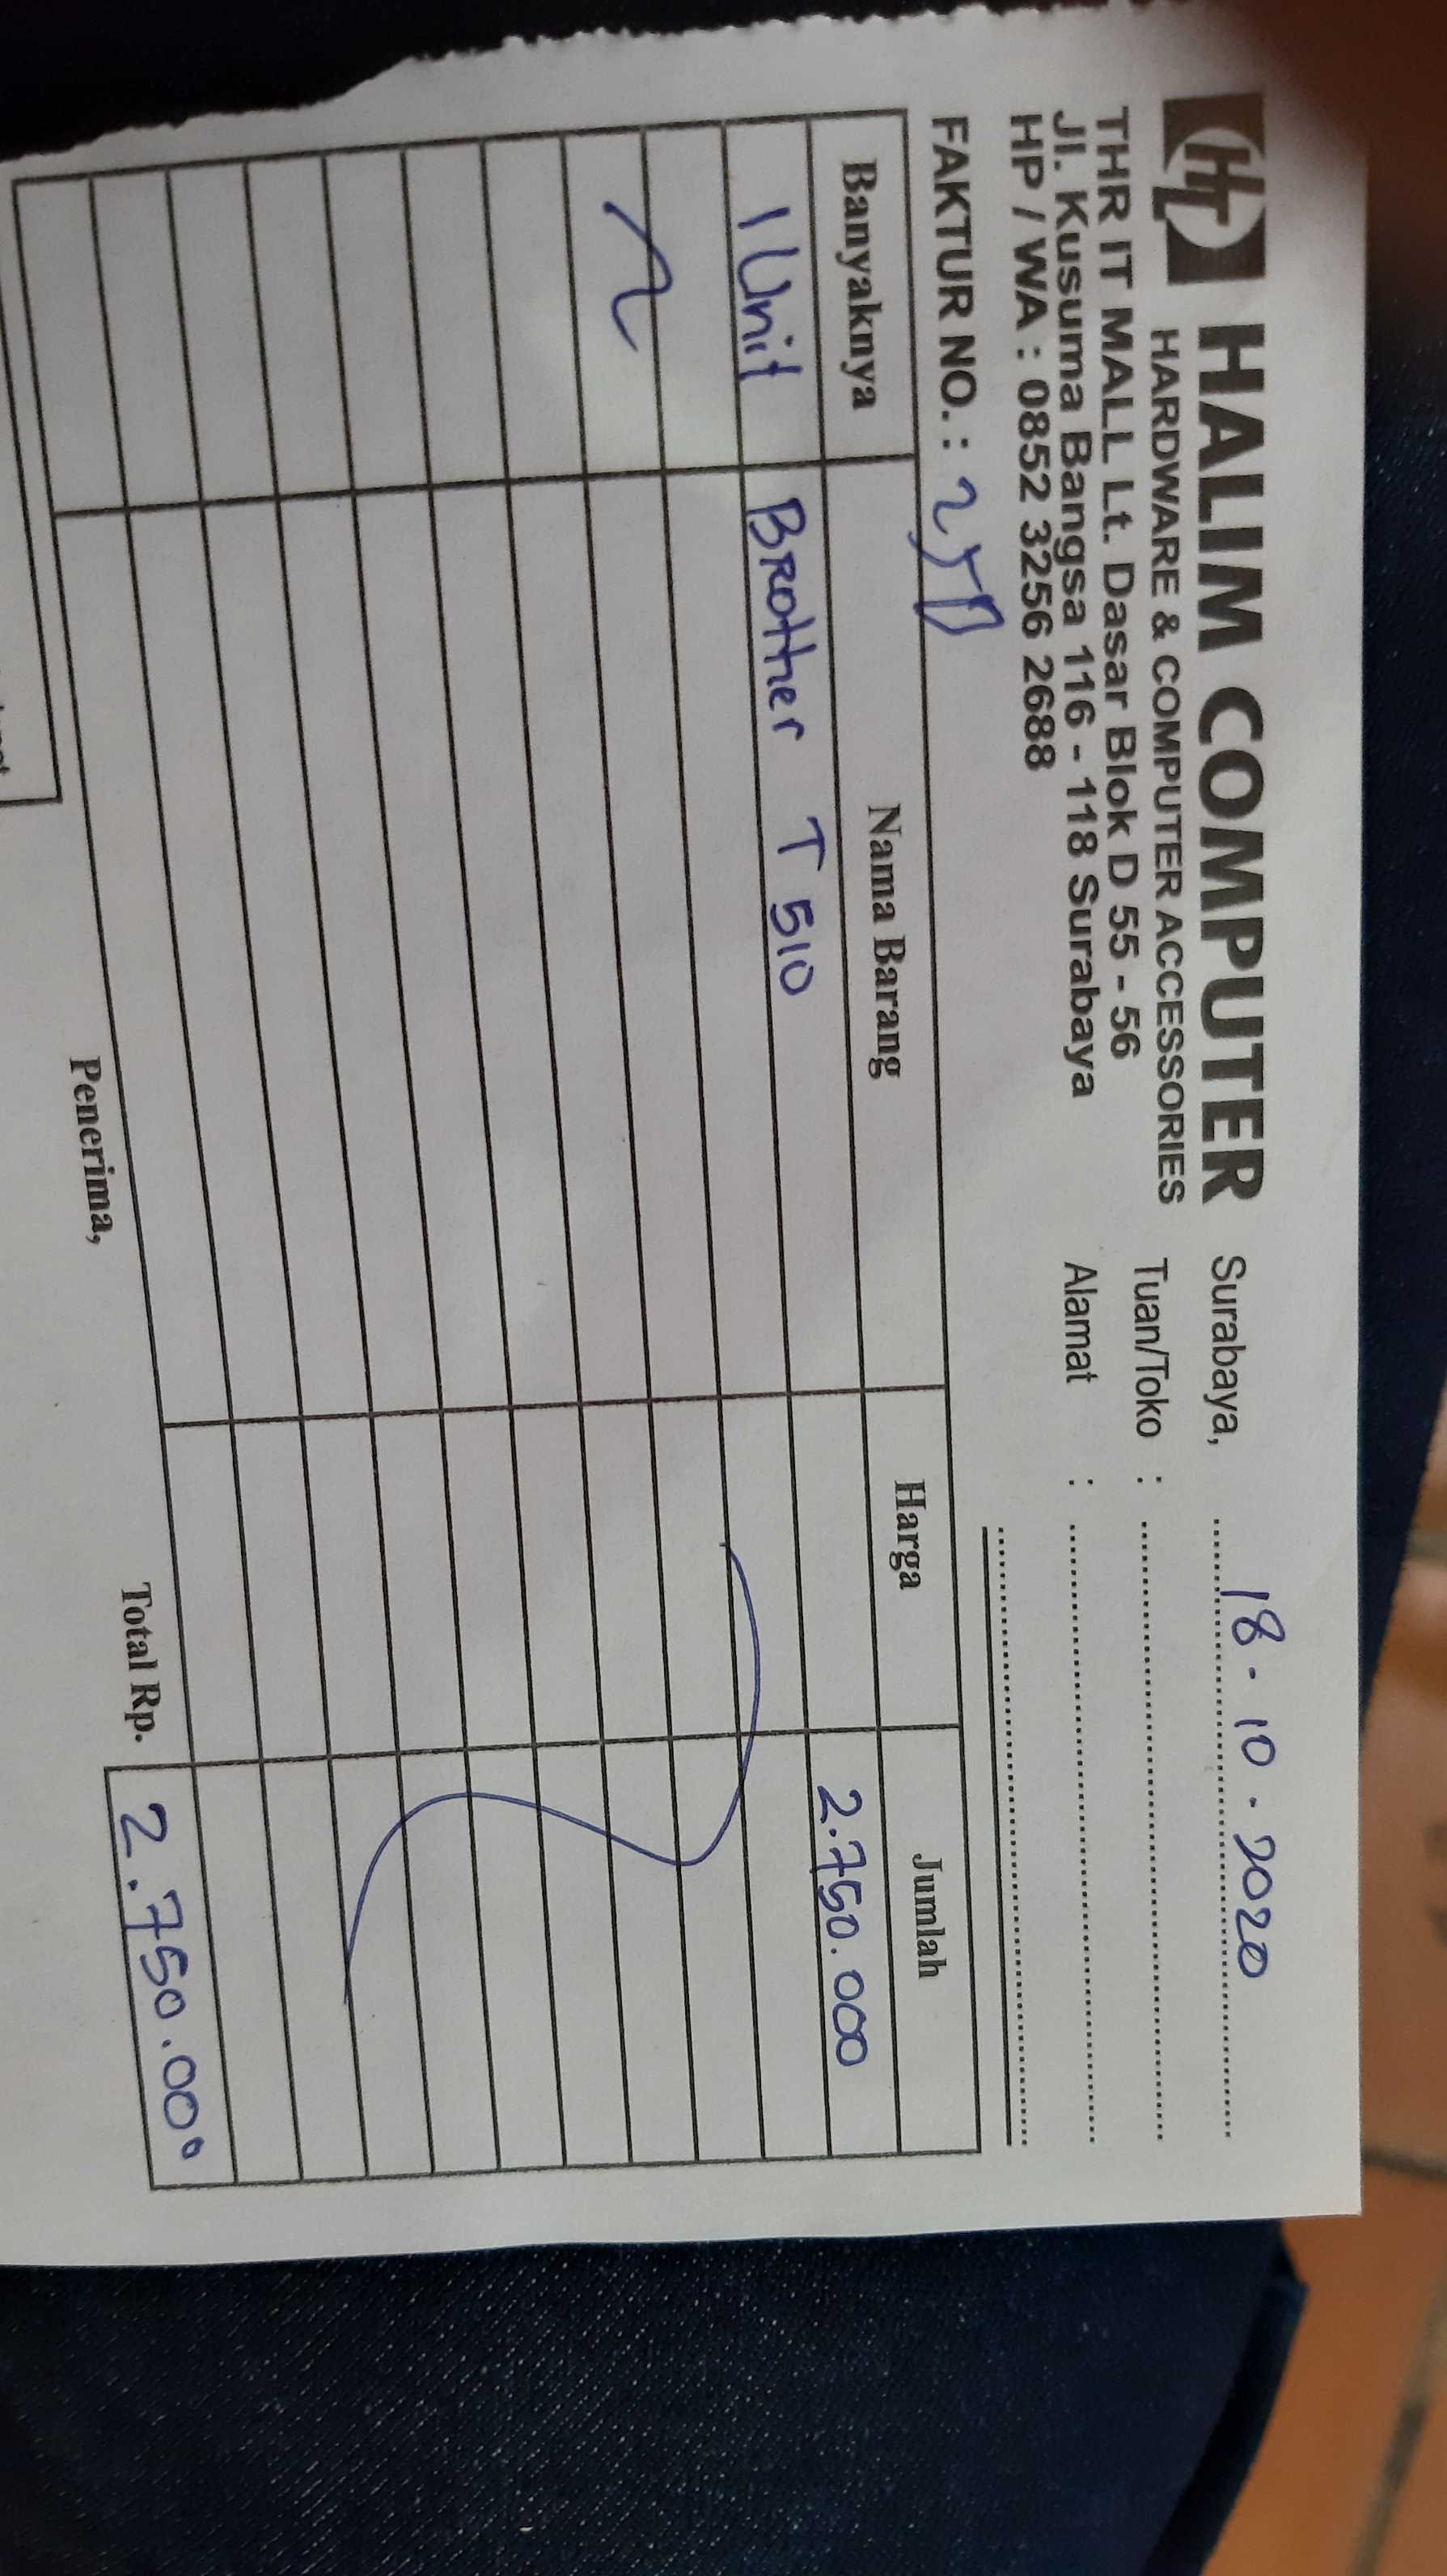 HT HALIM COMPUTER
HARDWARE & COMPUTER ACCESSORIES
THR IT MALL Lt. Dasar Blok D 55 - 56
Jl. Kusuma Bangsa 116 - 118 Surabaya
HP / WA : 0852 3256 2688
Surabaya, 18 - 10 - 2020
Tuan/Toko :
Alamat :
FAKTUR NO. :
Banyaknya Nama Barang Harga Jumlah
1 Unit Brother T 510 2.750.000
Penerima, Total Rp. 2.750.000